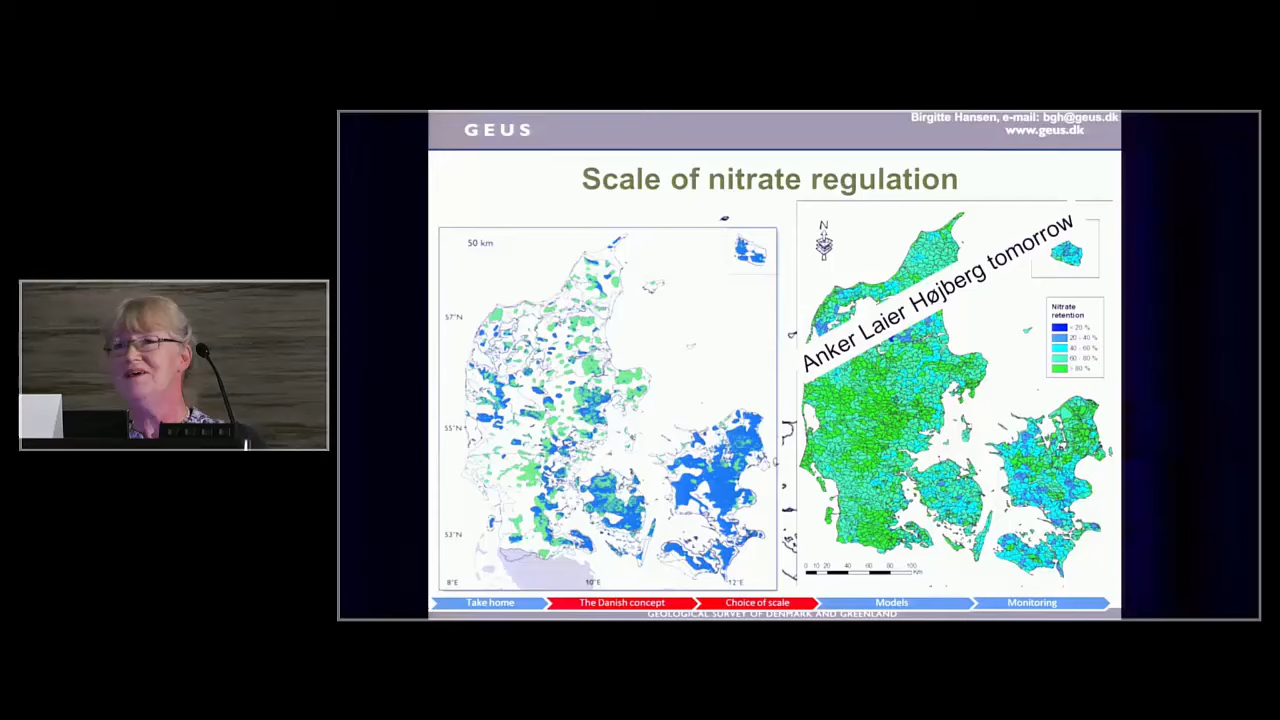 GEUS
Birgitte Hansen, e-mail: bgh@geus.dk
www.geus.dk
Scale of nitrate regulation
50 km
57°N
55°N
53°N
8°E
10°E
12°E
N
Anker Laier Højberg tomorrow
Nitrate
retention
< 20 %
20 - 40 %
40 - 60 %
60 - 80 %
> 80 %
0 10 20 40 60 80 100
Km
Take home
The Danish concept
Choice of scale
Models
Monitoring
GEOLOGICAL SURVEY OF DENMARK AND GREENLAND